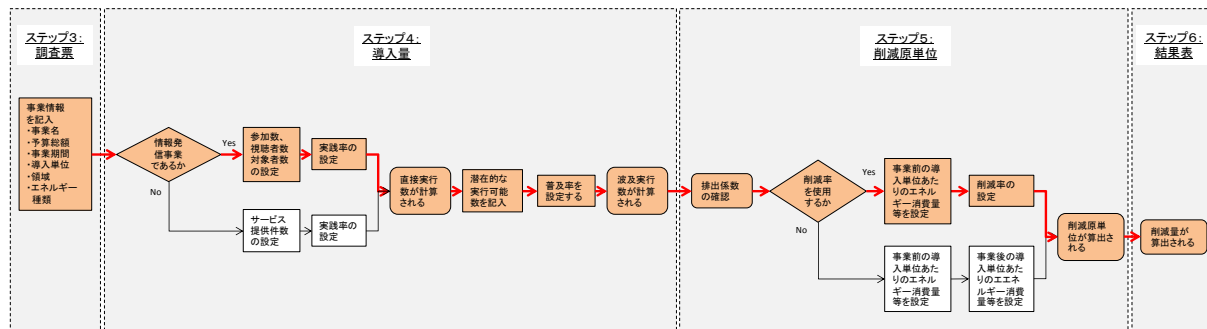 ステップ3:
調査票
事業情報
を記入
・事業名
・予算総額
・事業期間
・導入単位
・領域
・エネルギー
種類
ステップ4:
導入量
情報発
信事業
であるか
Yes
No
参加数、
視聴者数
対象者数
の設定
実践率の
設定
サービス
提供件数
の設定
実践率の
設定
直接実行
数が計算
される
潜在的な
実行可能
数を記入
普及率を
設定する
波及実行
数が計算
される
ステップ5:
削減原単位
排出係数
の確認
削減率
を使用
するか
Yes
No
事業前の導
入単位あた
りのエネル
ギー消費量
等を設定
削減率の
設定
事業前の導
入単位あた
りのエネル
ギー消費量
等を設定
事業後の導
入単位あた
りのエエネ
ルギー消費
量等を設定
削減原単
位が算出さ
れる
ステップ6:
結果表
削減量が
算出される